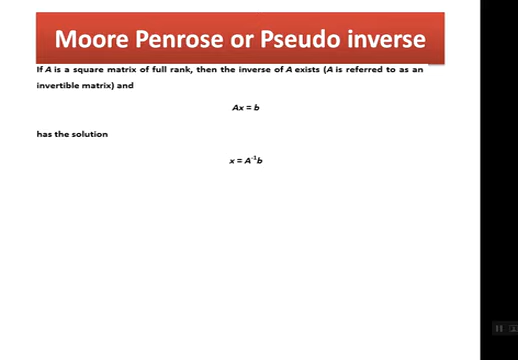 Moore Penrose or Pseudo inverse
If A is a square matrix of full rank, then the inverse of A exists (A is referred to as an
invertible matrix) and
Ax = b
has the solution
x = A⁻¹b